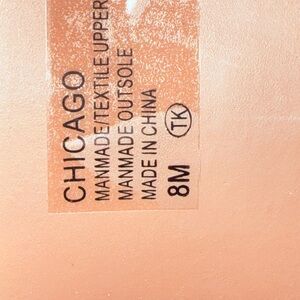 CHICAGO
MANMADE/TEXTILE UPPER
MANMADE OUTSOLE
MADE IN CHINA
8M TK